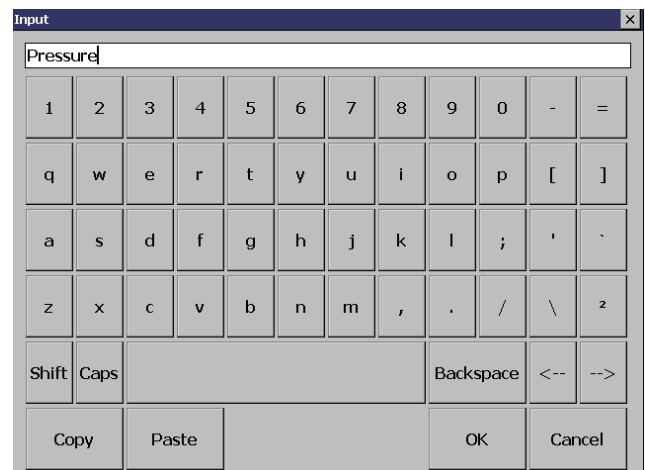 Input ×
Pressure
1 2 3 4 5 6 7 8 9 0 - =
q w e r t y u i o p [ ]
a s d f g h j k l ; ' `
z x c v b n m , . / \ ²
Shift Caps Backspace <-- -->
Copy Paste OK Cancel